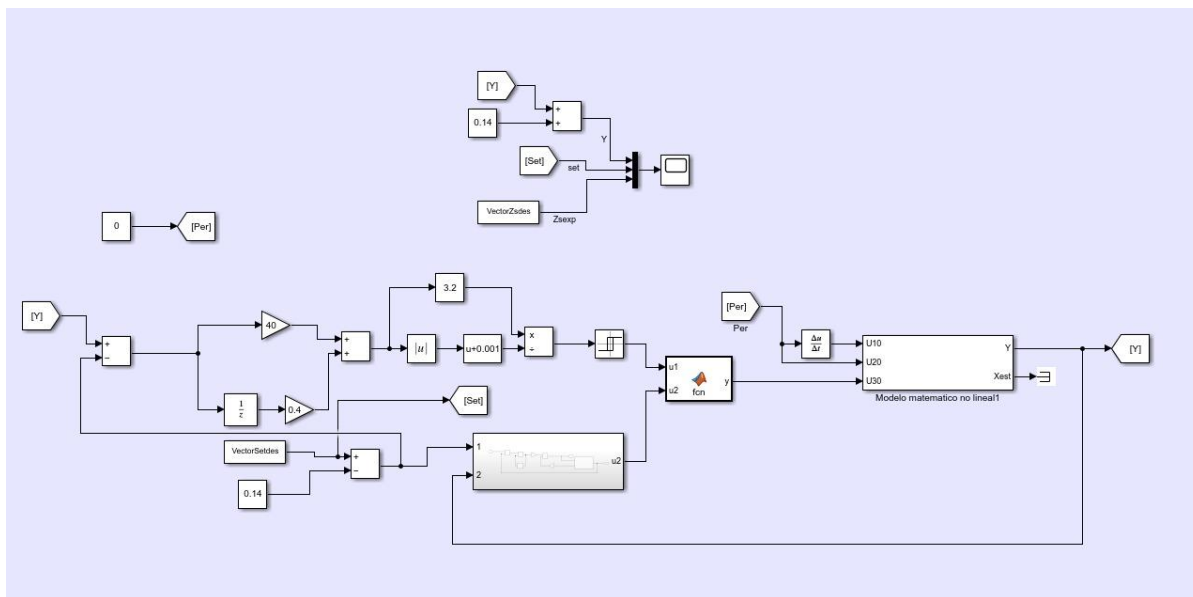 [Y]
+
0.14
+
Y
[Set]
set
VectorZsdes
Zsexp
0
[Per]
3.2
[Y]
[Per]
Per
+
−
40
+
+
|u|
u+0.001
x
÷
Δu
Δt
U10
U20
U30
Y
Xest
[Y]
Modelo matematico no lineal1
u1
u2
fcn
y
1
z
0.4
[Set]
VectorSetdes
+
−
0.14
1
2
u2